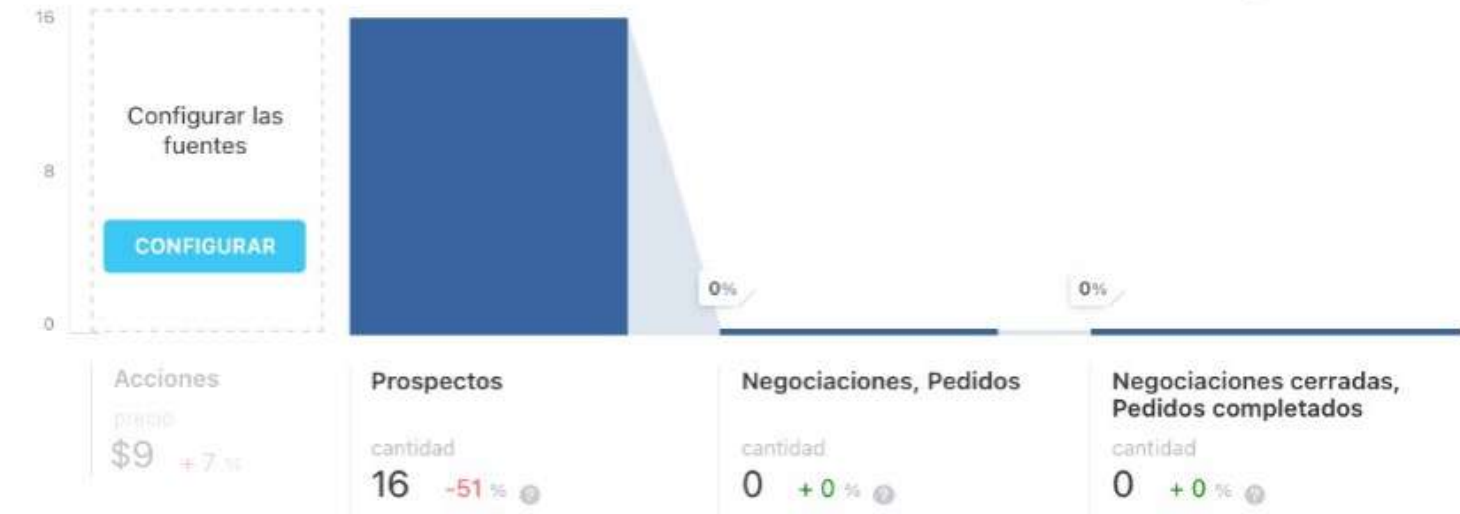 16
Configurar las
fuentes
8
CONFIGURAR
0%
0%
0
Acciones
Prospectos
Negociaciones, Pedidos
Negociaciones cerradas,
Pedidos completados
precio
cantidad
cantidad
cantidad
$9 + 7 %
16 -51 % ?
0 + 0 % ?
0 + 0 % ?